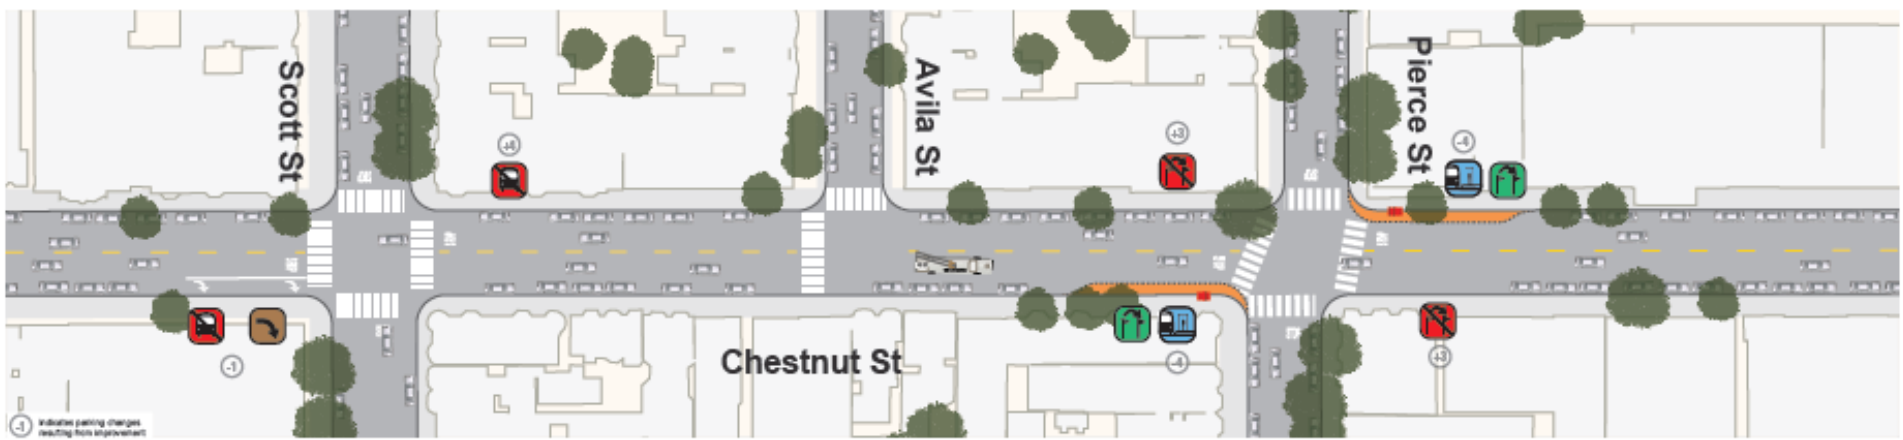 Scott St
Avila St
Pierce St
+4
+3
-4
Chestnut St
-1
-4
+3
-1
Indicates parking changes
resulting from improvement